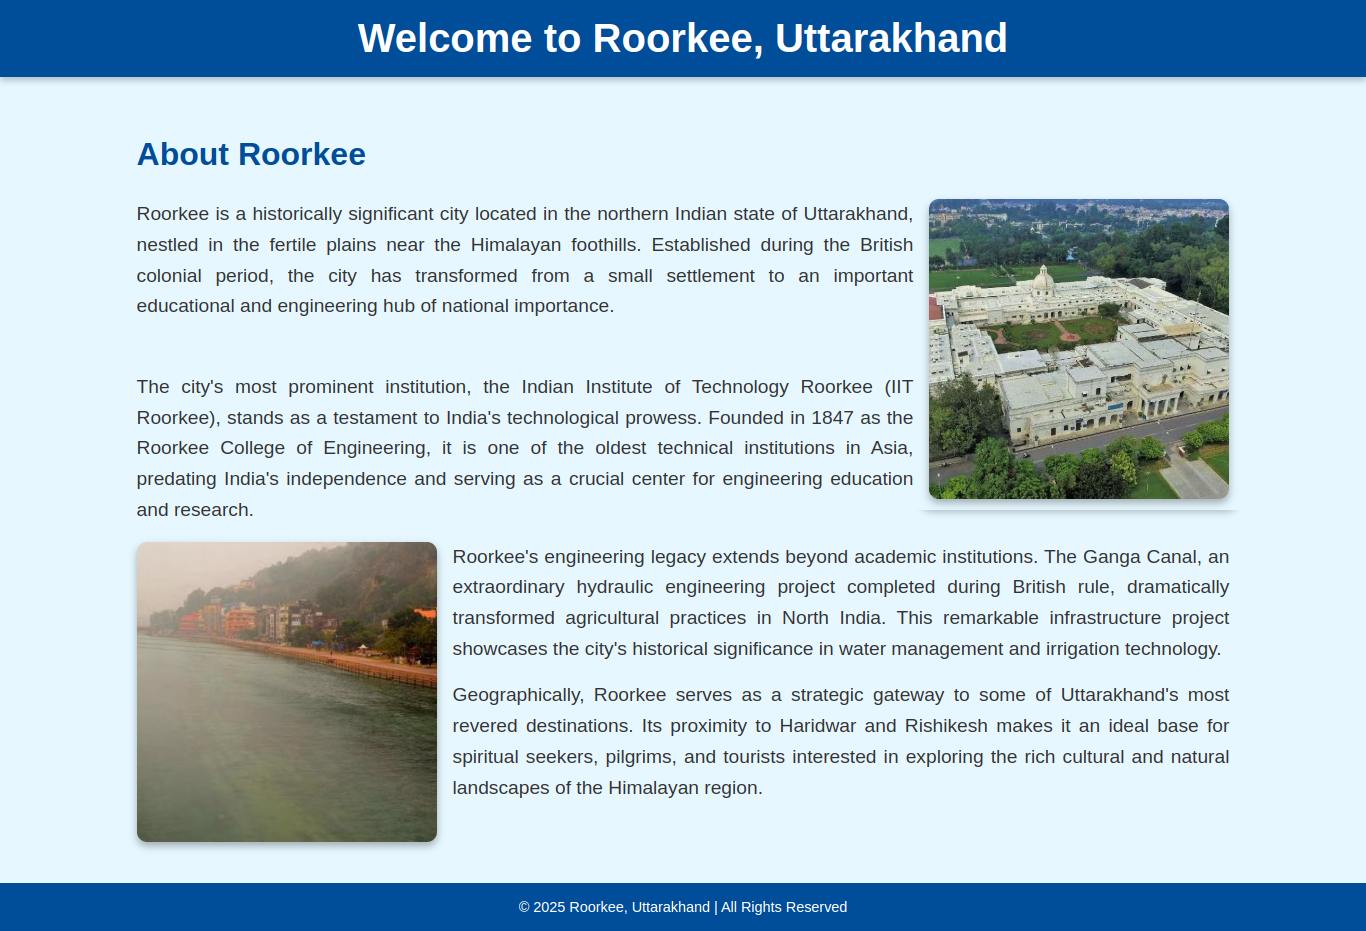 Welcome to Roorkee, Uttarakhand
About Roorkee
Roorkee is a historically significant city located in the northern Indian state of Uttarakhand,
nestled in the fertile plains near the Himalayan foothills. Established during the British
colonial period, the city has transformed from a small settlement to an important
educational and engineering hub of national importance.
The city's most prominent institution, the Indian Institute of Technology Roorkee (IIT
Roorkee), stands as a testament to India's technological prowess. Founded in 1847 as the
Roorkee College of Engineering, it is one of the oldest technical institutions in Asia,
predating India's independence and serving as a crucial center for engineering education
and research.
Roorkee's engineering legacy extends beyond academic institutions. The Ganga Canal, an
extraordinary hydraulic engineering project completed during British rule, dramatically
transformed agricultural practices in North India. This remarkable infrastructure project
showcases the city's historical significance in water management and irrigation technology.
Geographically, Roorkee serves as a strategic gateway to some of Uttarakhand's most
revered destinations. Its proximity to Haridwar and Rishikesh makes it an ideal base for
spiritual seekers, pilgrims, and tourists interested in exploring the rich cultural and natural
landscapes of the Himalayan region.
© 2025 Roorkee, Uttarakhand | All Rights Reserved